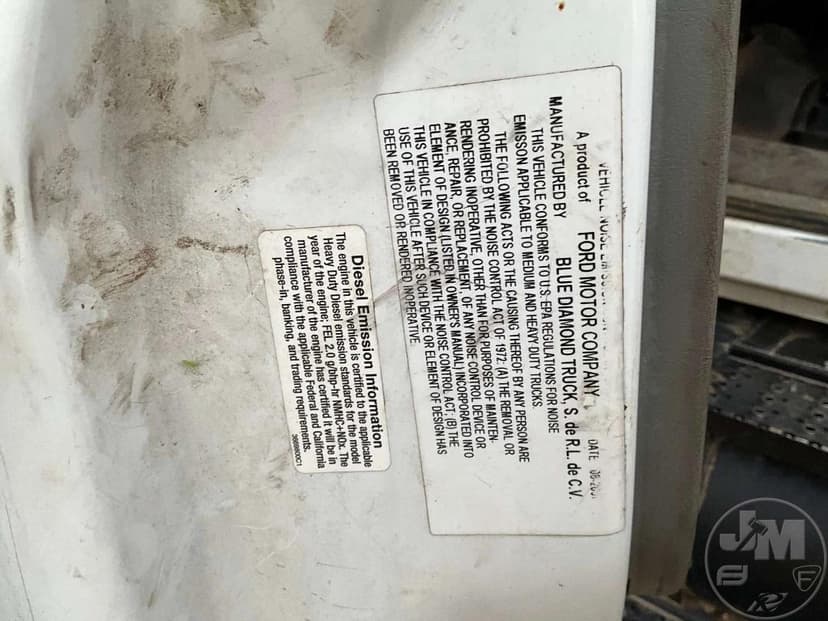 VEHICLE NOISE
DATE
A product of FORD MOTOR COMPANY
MANUFACTURED BY BLUE DIAMOND TRUCK, S. de R.L. de C.V.
THIS VEHICLE CONFORMS TO U.S. EPA REGULATIONS FOR NOISE
EMISSON APPLICABLE TO MEDIUM AND HEAVY DUTY TRUCKS.
THE FOLLOWING ACTS OR THE CAUSING THEREOF BY ANY PERSON ARE
PROHIBITED BY THE NOISE CONTROL ACT OF 1972: (A) THE REMOVAL OR
RENDERING INOPERATIVE, OTHER THAN FOR PURPOSES OF MAINTEN-
ANCE, REPAIR, OR REPLACEMENT OF ANY NOISE CONTROL DEVICE OR
ELEMENT OF DESIGN (LISTED IN OWNER'S MANUAL) INCORPORATED INTO
THIS VEHICLE IN COMPLIANCE WITH THE NOISE CONTROL ACT. (B) THE
USE OF THIS VEHICLE AFTER SUCH DEVICE OR ELEMENT OF DESIGN HAS
BEEN REMOVED OR RENDERED INOPERATIVE.
Diesel Emission Information
The engine in this vehicle is certified to the applicable
Heavy Duty Diesel emission standards for the model
year of the engine; FEL 2.0 g/bhp-hr NMHC+NOx. The
manufacturer of the engine has certified it will be in
compliance with the applicable Federal and California
phase-in, banking, and trading requirements.
JM
F